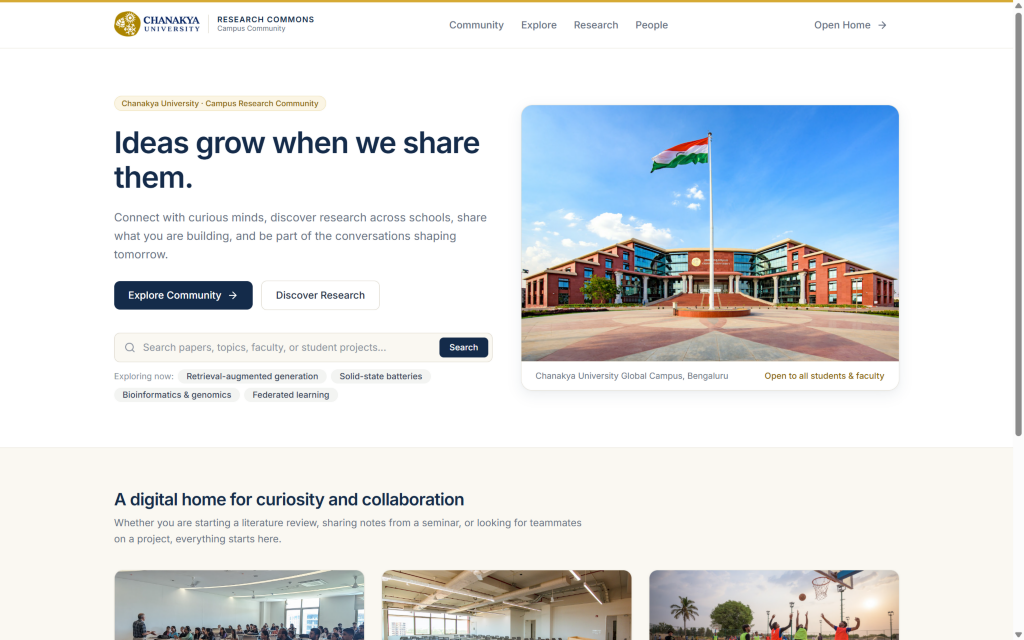 CHANAKYA
UNIVERSITY
RESEARCH COMMONS
Campus Community
Community
Explore
Research
People
Open Home →
Chanakya University · Campus Research Community
Ideas grow when we share
them.
Connect with curious minds, discover research across schools, share
what you are building, and be part of the conversations shaping
tomorrow.
Explore Community →
Discover Research
Search papers, topics, faculty, or student projects...
Search
Exploring now:
Retrieval-augmented generation
Solid-state batteries
Bioinformatics & genomics
Federated learning
Chanakya University Global Campus, Bengaluru
Open to all students & faculty
A digital home for curiosity and collaboration
Whether you are starting a literature review, sharing notes from a seminar, or looking for teammates
on a project, everything starts here.